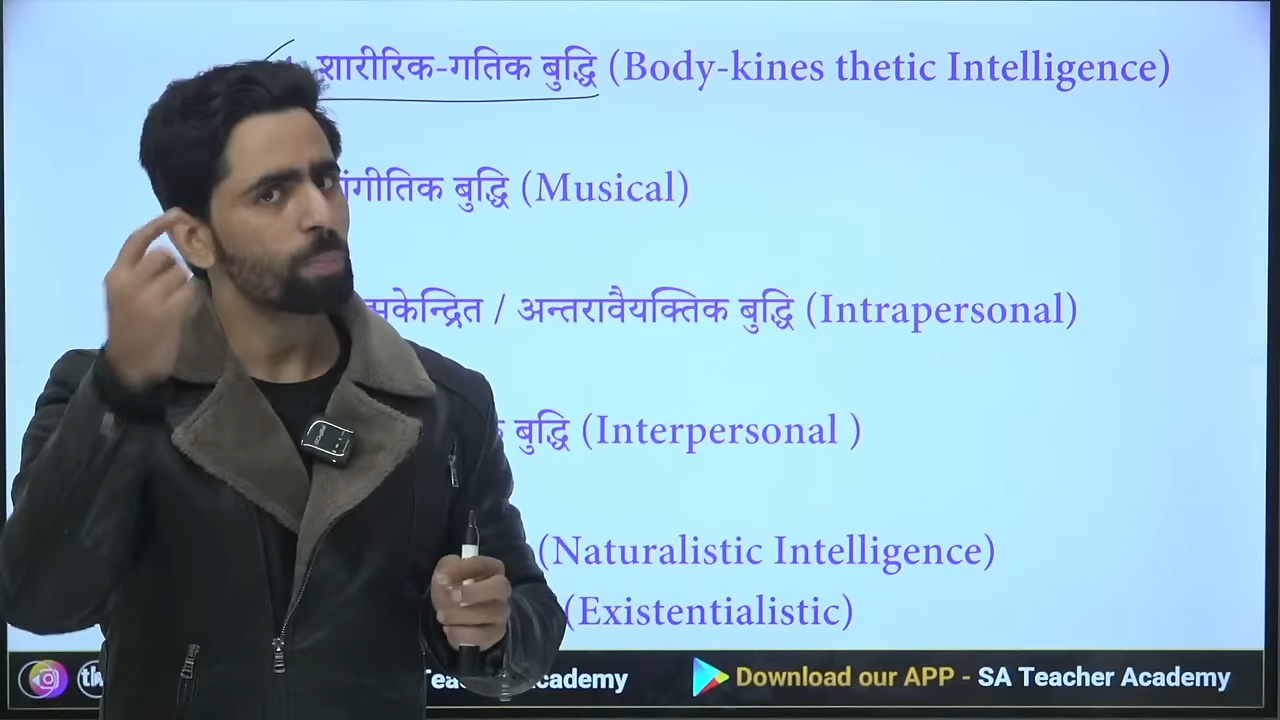 शारीरिक-गतिक बुद्धि (Body-kines thetic Intelligence)
बुद्धि (Musical)
/ अन्तरावैयक्तिक बुद्धि (Intrapersonal)
बुद्धि (Interpersonal )
(Naturalistic Intelligence)
(Existentialistic)
Download our APP - SA Teacher Academy